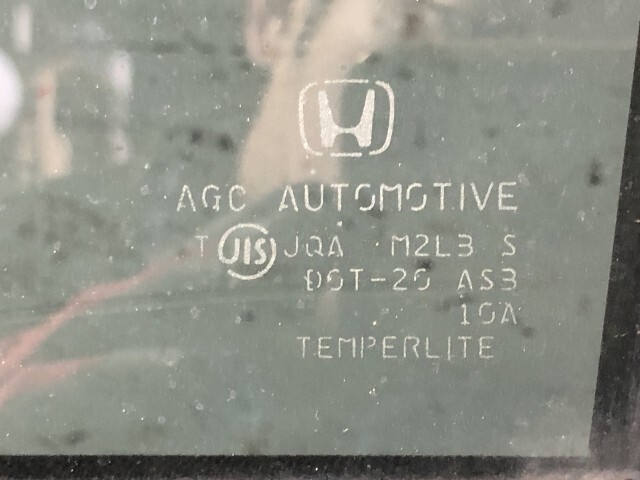 AGC AUTOMOTIVE
T JIS JQA M2L3 S
DOT-20 AS3
10A
TEMPERLITE